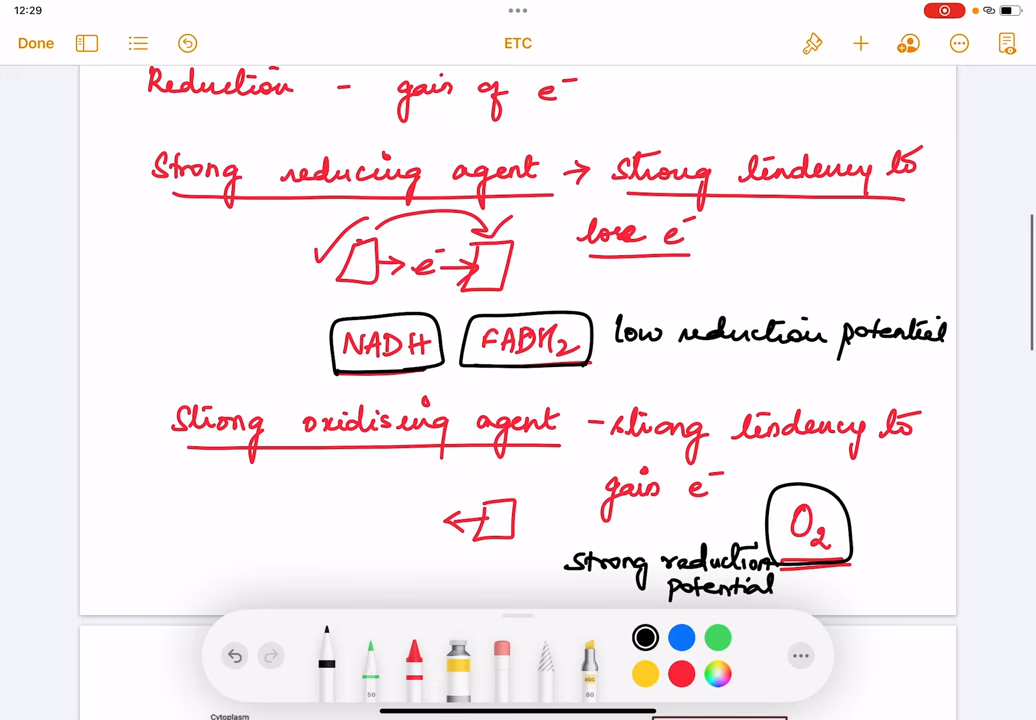 12:29
Done
ETC
Reduction - gain of e⁻
Strong reducing agent → Strong tendency to
lose e⁻
→ e⁻ →
NADH FADH₂ low reduction potential
Strong oxidising agent - strong tendency to
gain e⁻
O₂
strong reduction
potential
50
abc
80
Cytoplasm